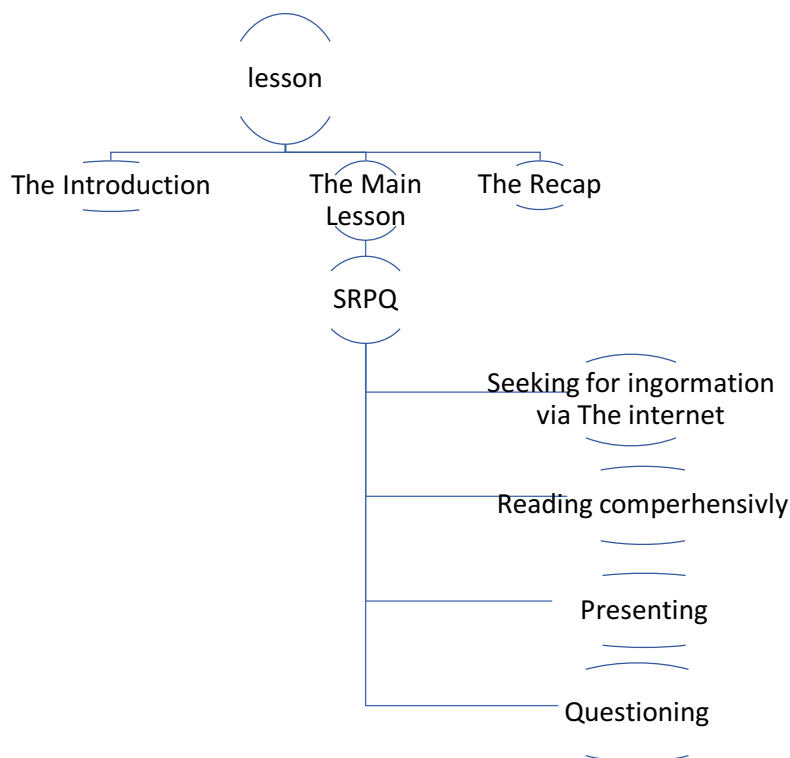 lesson
The Introduction
The Main
Lesson
The Recap
SRPQ
Seeking for ingormation
via The internet
Reading comperhensivly
Presenting
Questioning